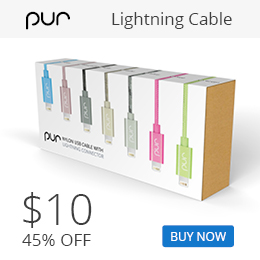 pur
Lightning Cable
pur NYLON USB CABLE WITH
LIGHTNING CONNECTOR
$10
45% OFF
BUY NOW